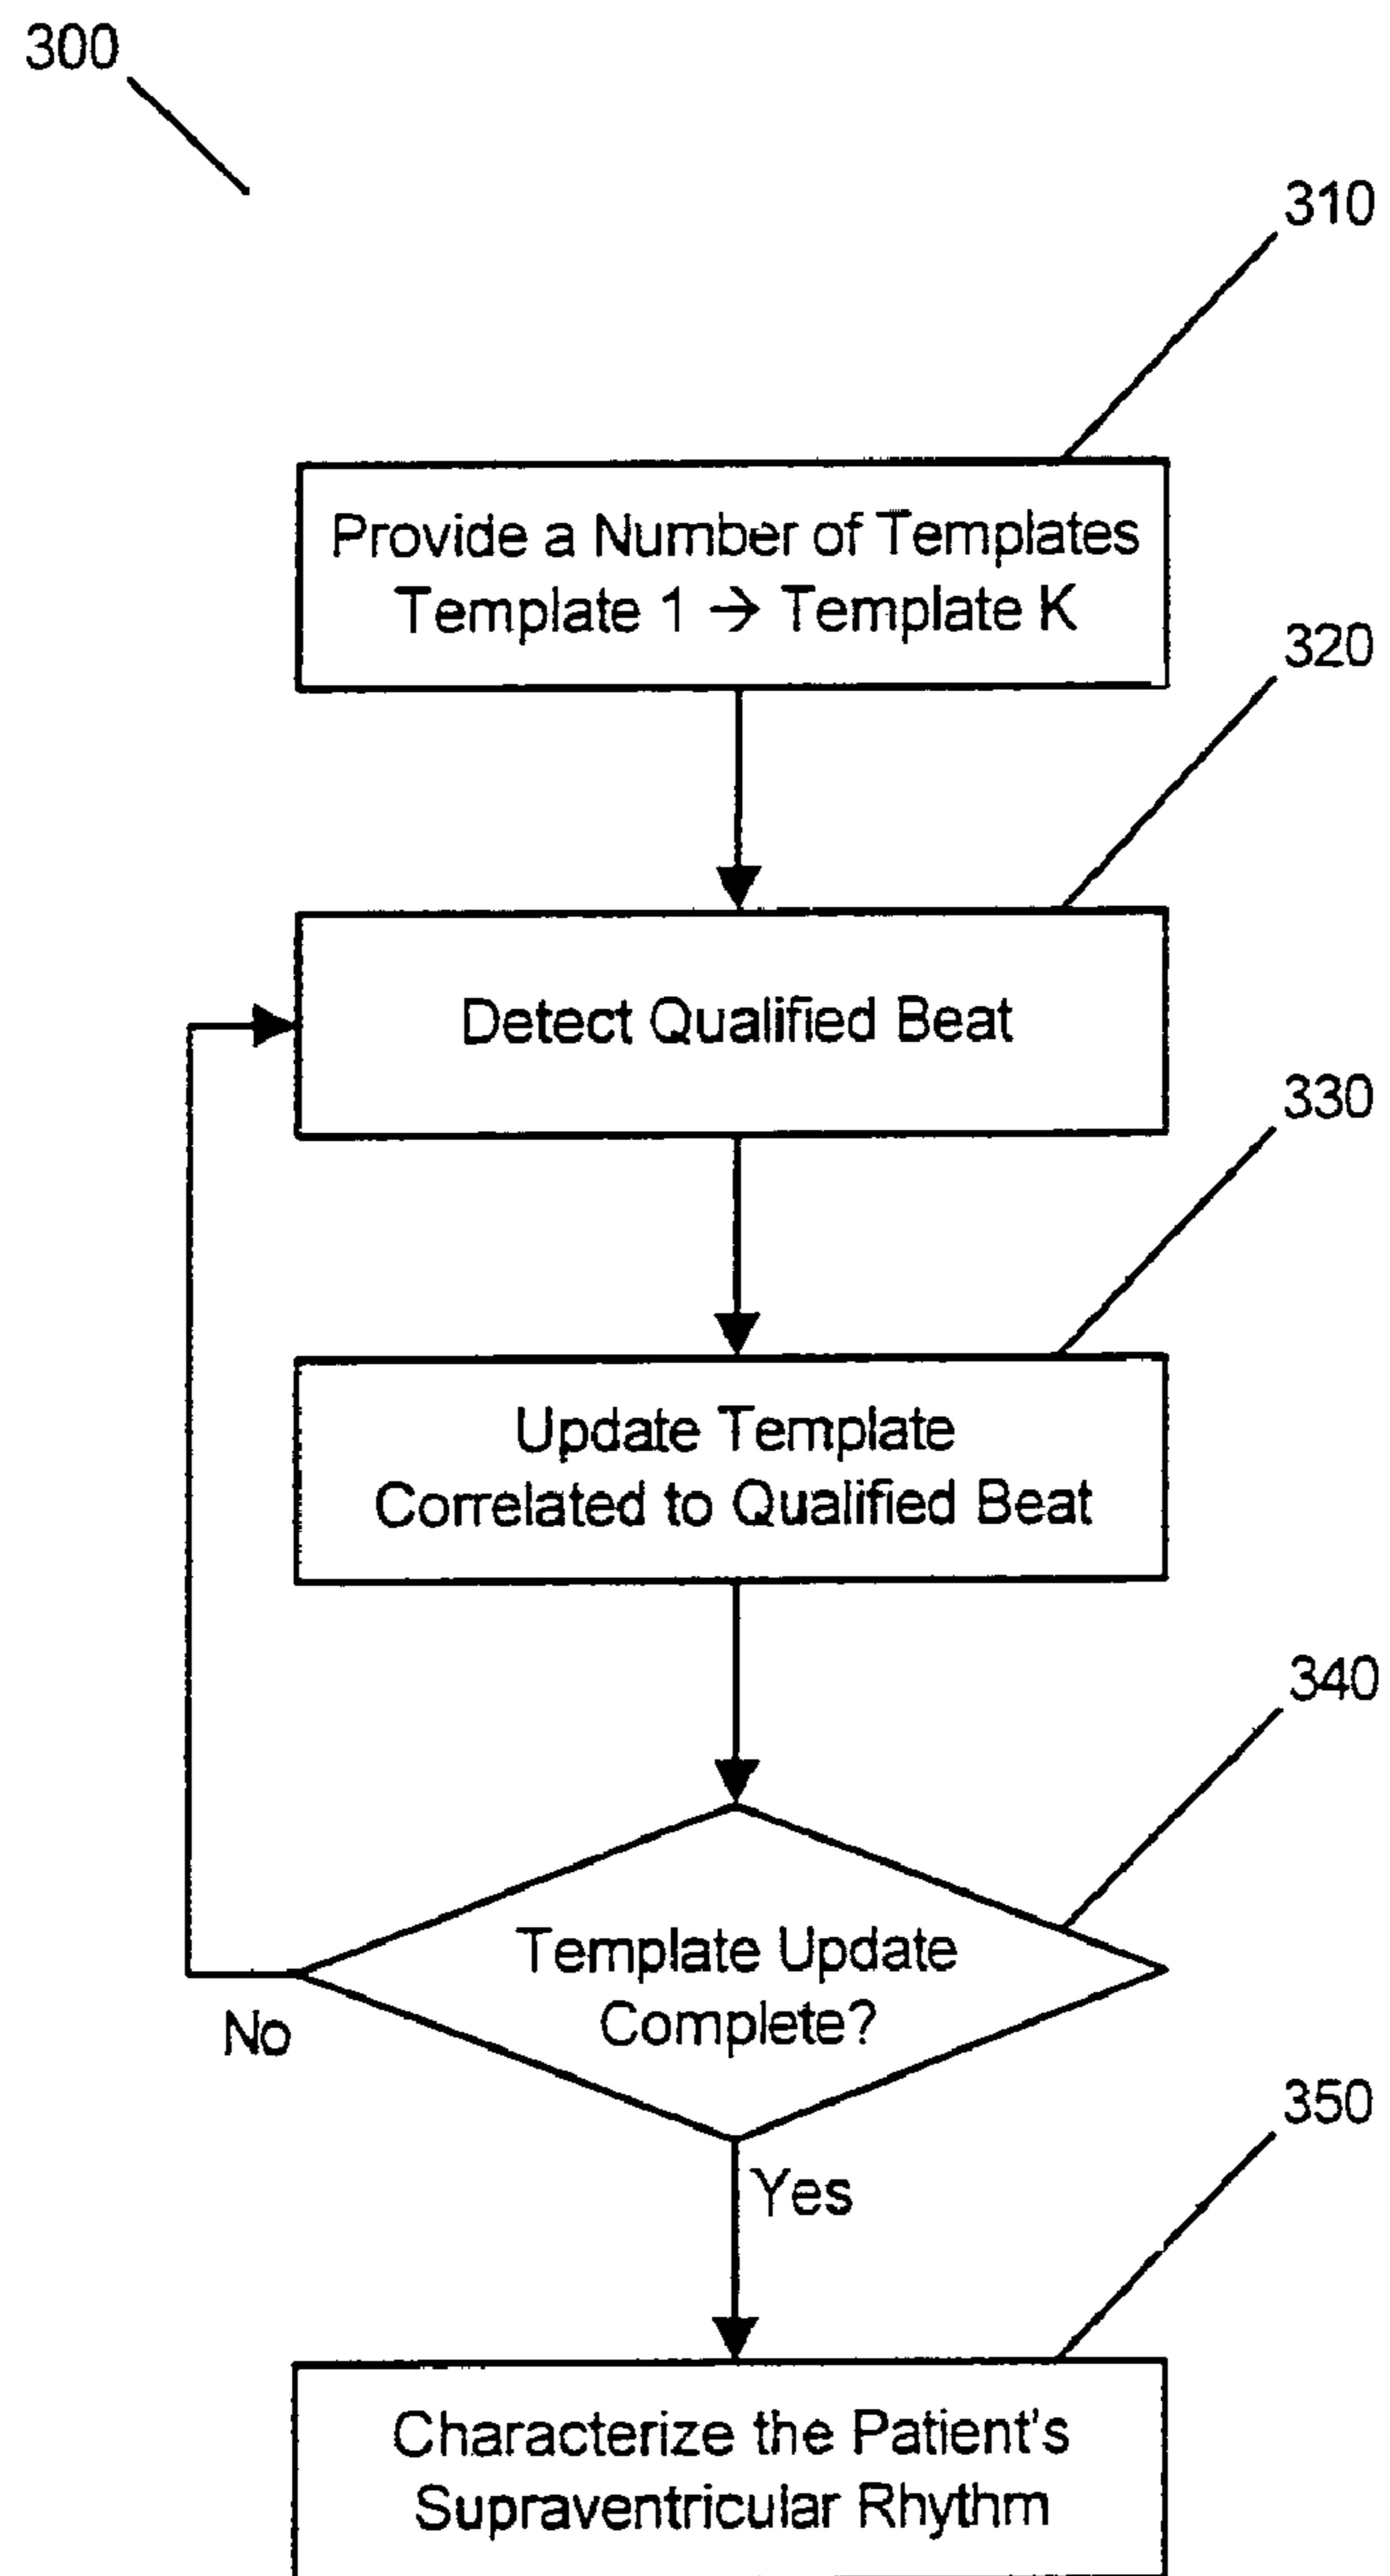 300
310
Provide a Number of Templates
Template 1 → Template K
320
Detect Qualified Beat
330
Update Template
Correlated to Qualified Beat
340
Template Update
Complete?
No
350
Yes
Characterize the Patient's
Supraventricular Rhythm